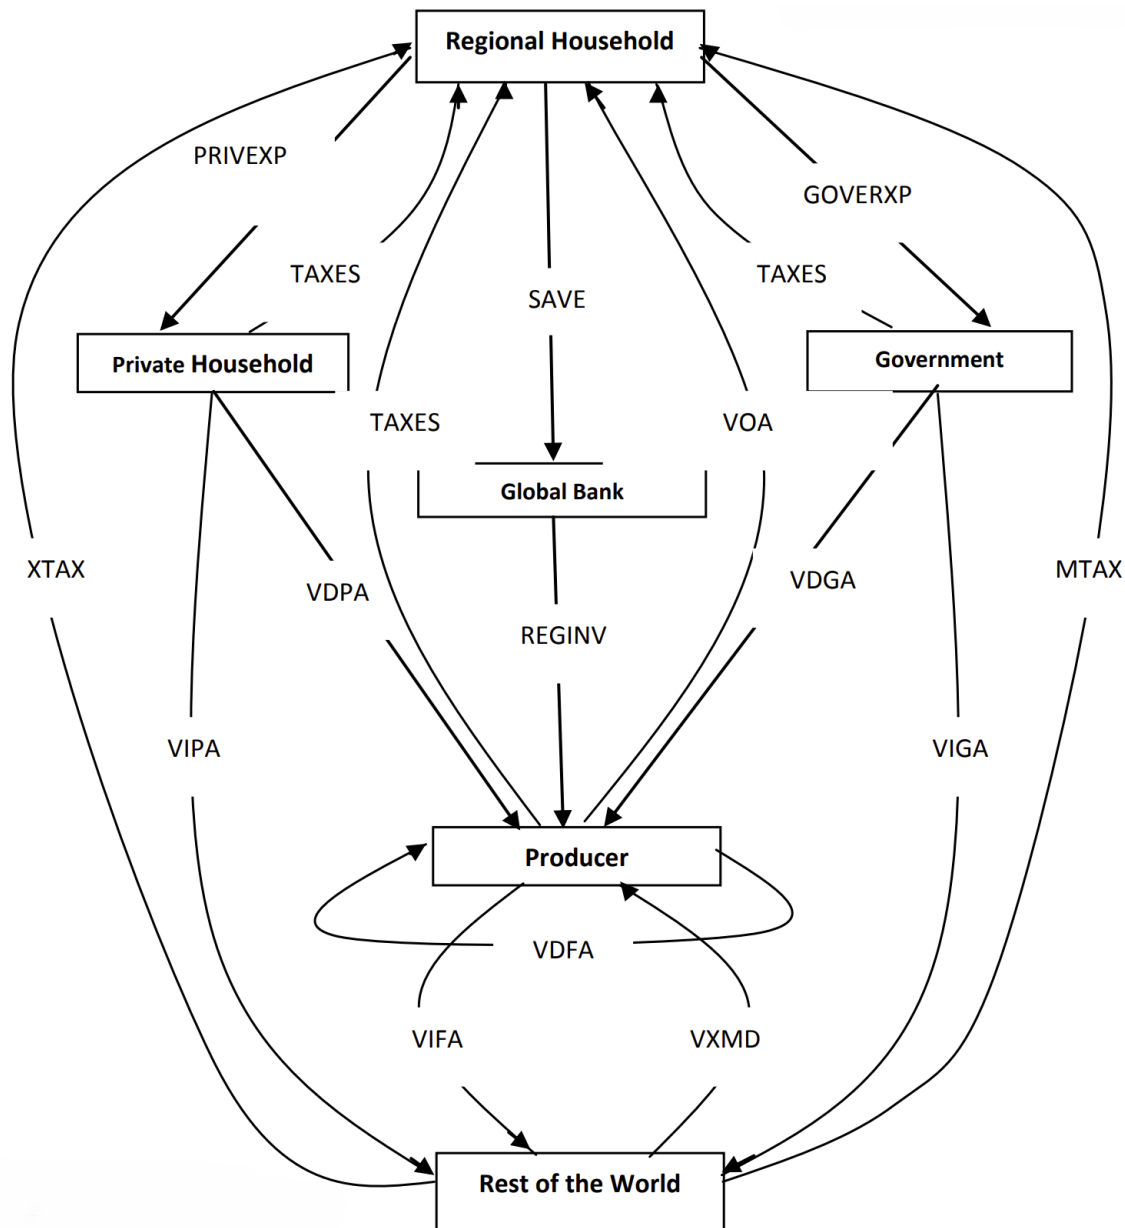 Regional Household
PRIVEXP
GOVERXP
TAXES
TAXES
SAVE
Private Household
Government
TAXES
VOA
Global Bank
XTAX
MTAX
VDPA
VDGA
REGINV
VIPA
VIGA
Producer
VDFA
VIFA
VXMD
Rest of the World